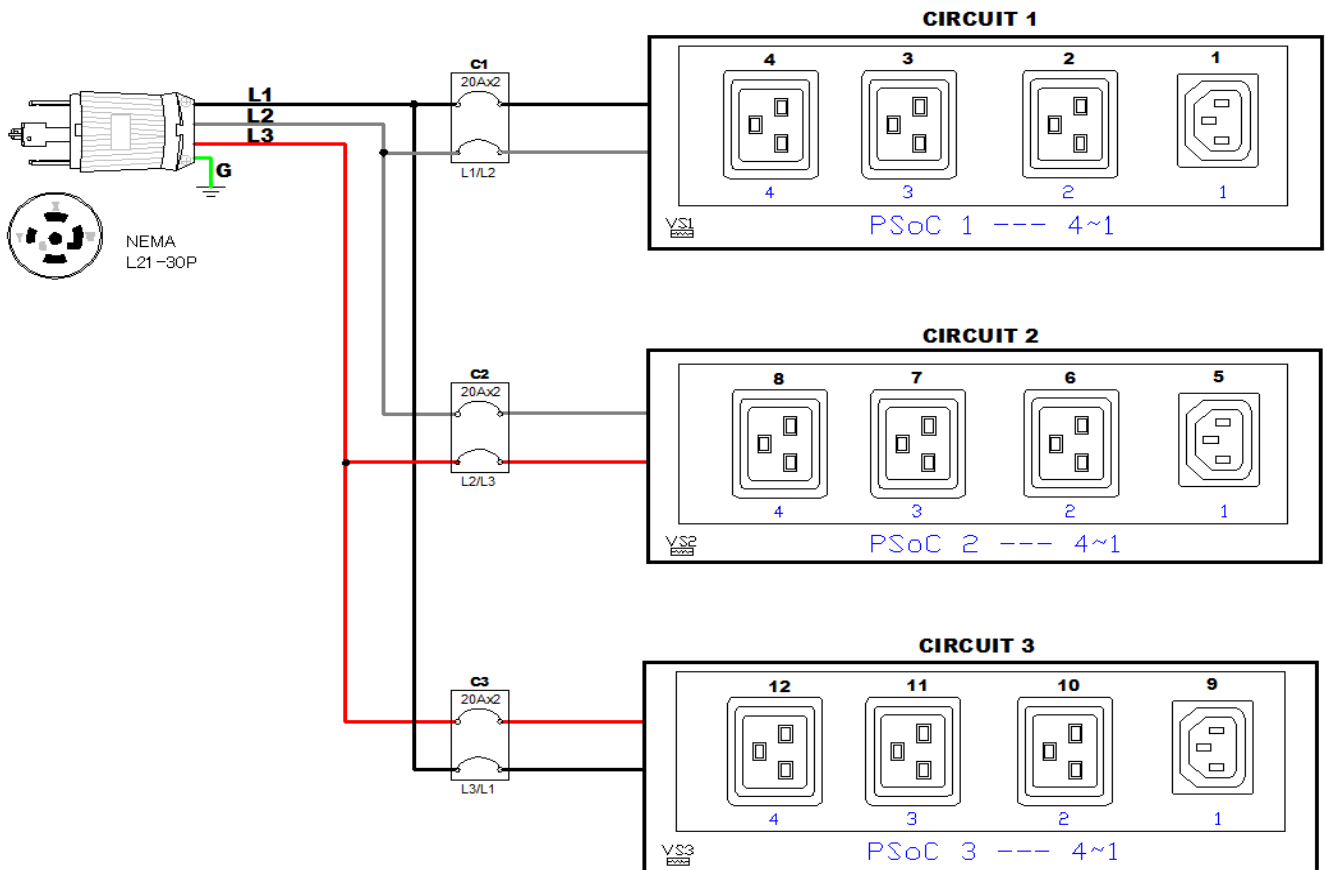 CIRCUIT 1
C1
20Ax2
L1/L2
L1
L2
L3
G
NEMA
L21-30P
4 3 2 1
4 3 2 1
VS1
PSoC 1 --- 4~1
CIRCUIT 2
C2
20Ax2
L2/L3
8 7 6 5
4 3 2 1
VS2
PSoC 2 --- 4~1
CIRCUIT 3
C3
20Ax2
L3/L1
12 11 10 9
4 3 2 1
VS3
PSoC 3 --- 4~1